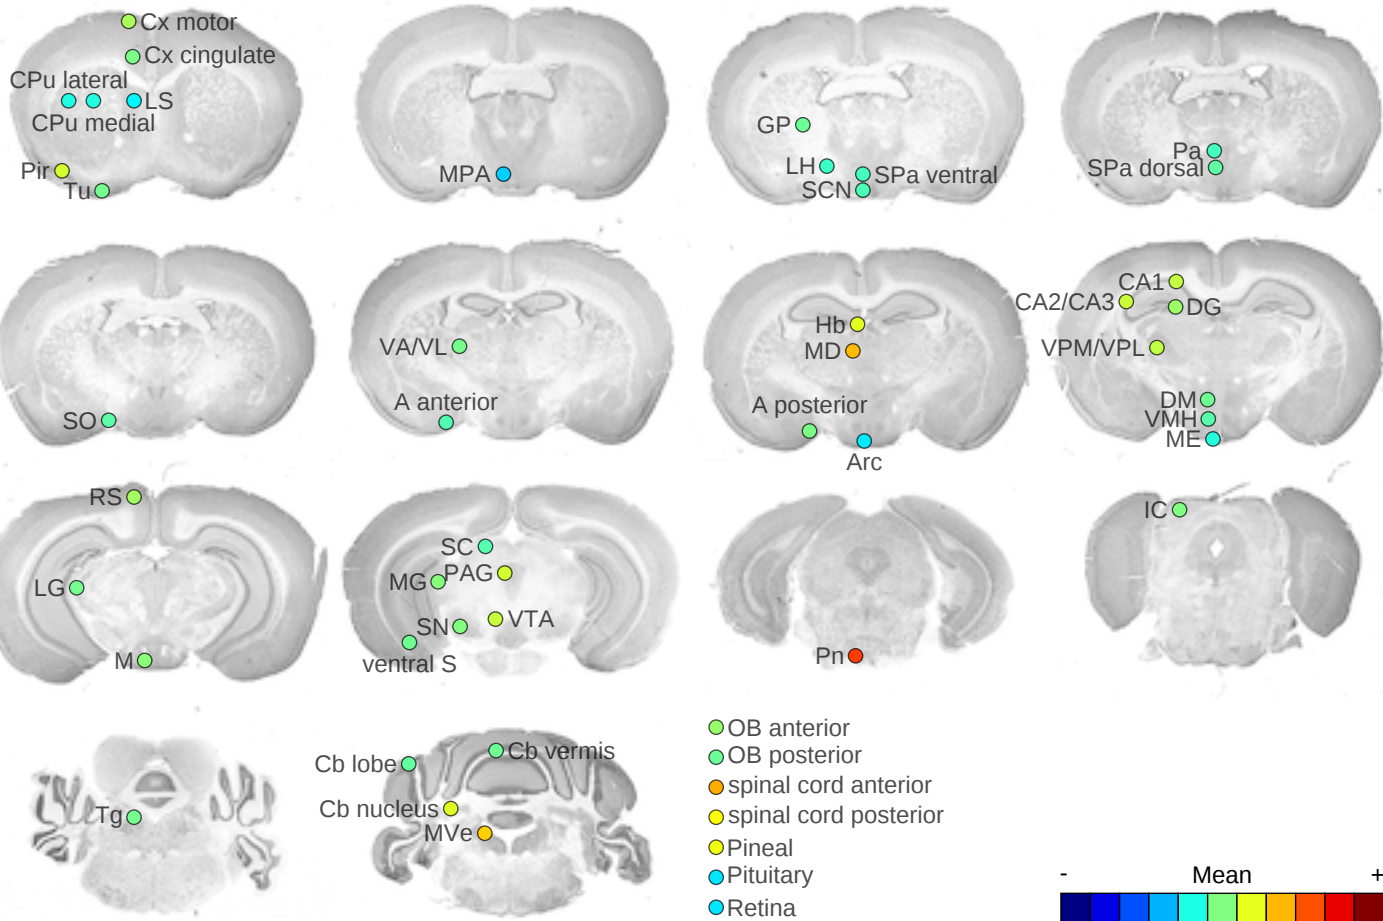 Cx motor
Cx cingulate
CPu lateral
LS
CPu medial
Pir
Tu
MPA
GP
LH
SPa ventral
SCN
Pa
SPa dorsal
SO
VA/VL
A anterior
Hb
MD
A posterior
Arc
CA1
CA2/CA3
DG
VPM/VPL
DM
VMH
ME
RS
LG
M
SC
MG
PAG
SN
VTA
ventral S
Pn
IC
Tg
Cb lobe
Cb vermis
Cb nucleus
MVe
OB anterior
OB posterior
spinal cord anterior
spinal cord posterior
Pineal
Pituitary
Retina
- Mean +